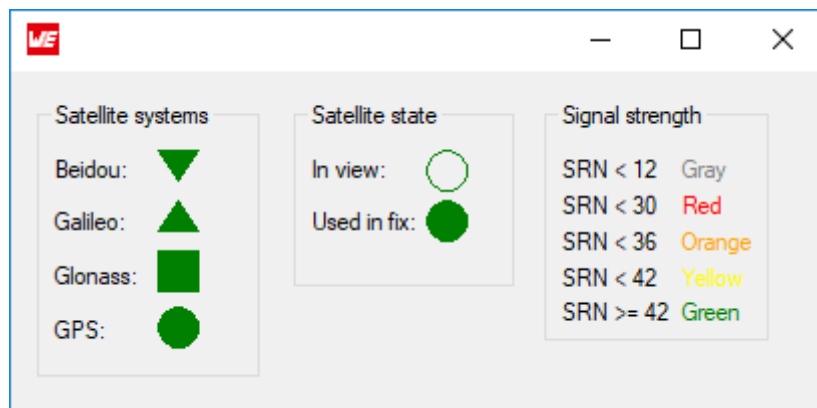 WE
Satellite systems
Beidou:
Galileo:
Glonass:
GPS:
Satellite state
In view:
Used in fix:
Signal strength
SRN < 12 Gray
SRN < 30 Red
SRN < 36 Orange
SRN < 42 Yellow
SRN >= 42 Green